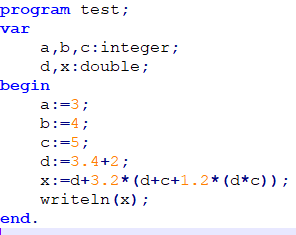 program test;
var
    a,b,c:integer;
    d,x:double;
begin
    a:=3;
    b:=4;
    c:=5;
    d:=3.4+2;
    x:=d+3.2*(d+c+1.2*(d*c));
    writeln(x);
end.